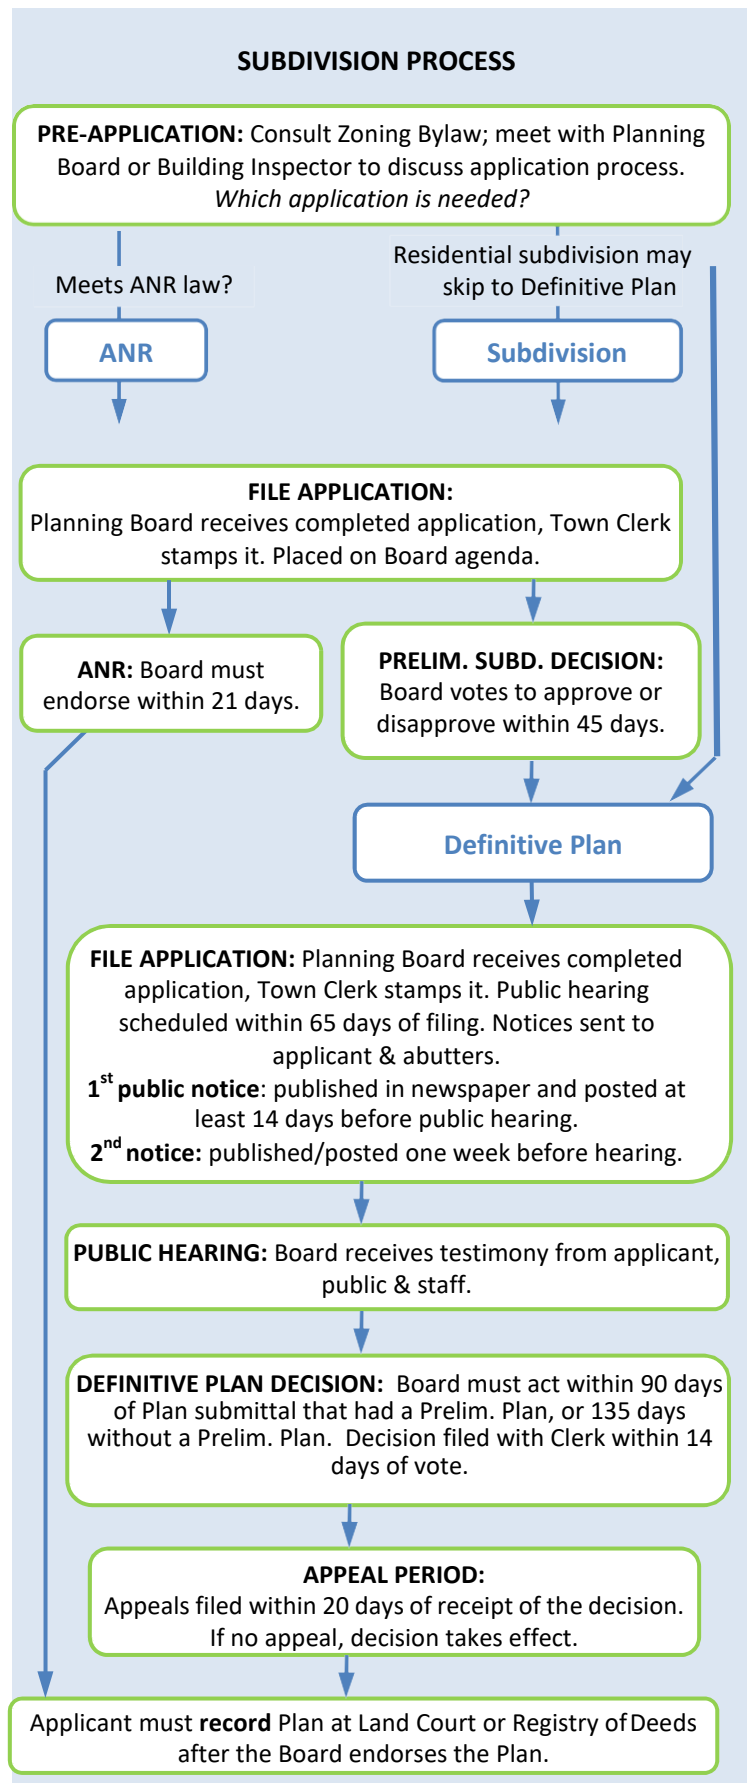 SUBDIVISION PROCESS
PRE-APPLICATION: Consult Zoning Bylaw; meet with Planning
Board or Building Inspector to discuss application process.
Which application is needed?
Meets ANR law?
Residential subdivision may
skip to Definitive Plan
ANR
Subdivision
FILE APPLICATION:
Planning Board receives completed application, Town Clerk
stamps it. Placed on Board agenda.
ANR: Board must
endorse within 21 days.
PRELIM. SUBD. DECISION:
Board votes to approve or
disapprove within 45 days.
Definitive Plan
FILE APPLICATION: Planning Board receives completed
application, Town Clerk stamps it. Public hearing
scheduled within 65 days of filing. Notices sent to
applicant & abutters.
1st public notice: published in newspaper and posted at
least 14 days before public hearing.
2nd notice: published/posted one week before hearing.
PUBLIC HEARING: Board receives testimony from applicant,
public & staff.
DEFINITIVE PLAN DECISION: Board must act within 90 days
of Plan submittal that had a Prelim. Plan, or 135 days
without a Prelim. Plan. Decision filed with Clerk within 14
days of vote.
APPEAL PERIOD:
Appeals filed within 20 days of receipt of the decision.
If no appeal, decision takes effect.
Applicant must record Plan at Land Court or Registry of Deeds
after the Board endorses the Plan.